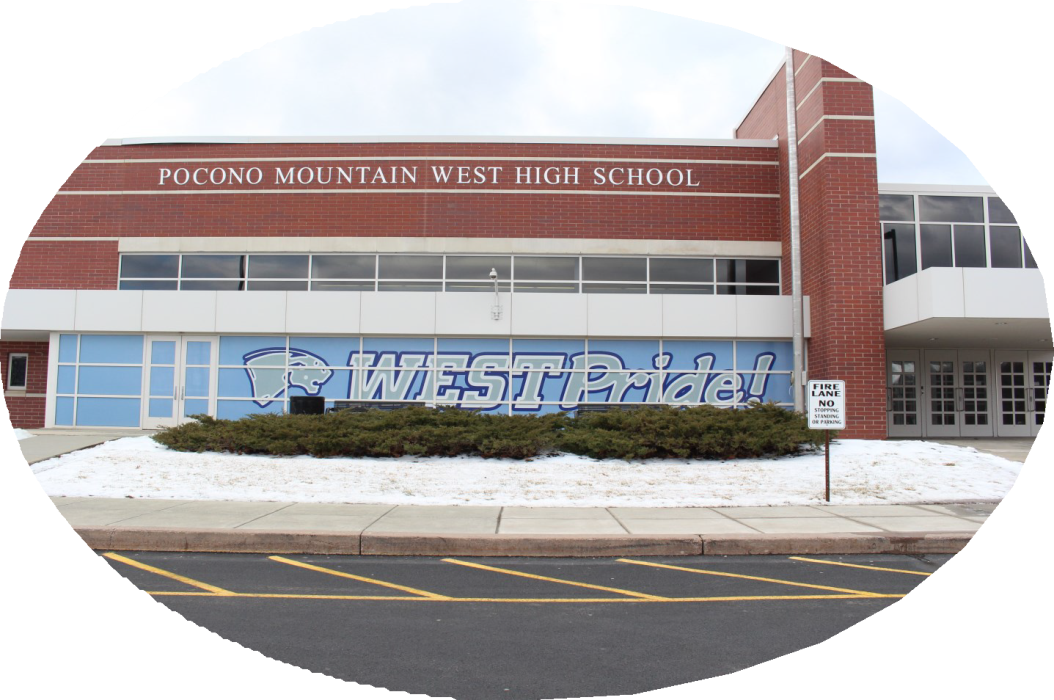 POCONO MOUNTAIN WEST HIGH SCHOOL
WEST Pride!
FIRE
LANE
NO
STOPPING
STANDING
OR PARKING